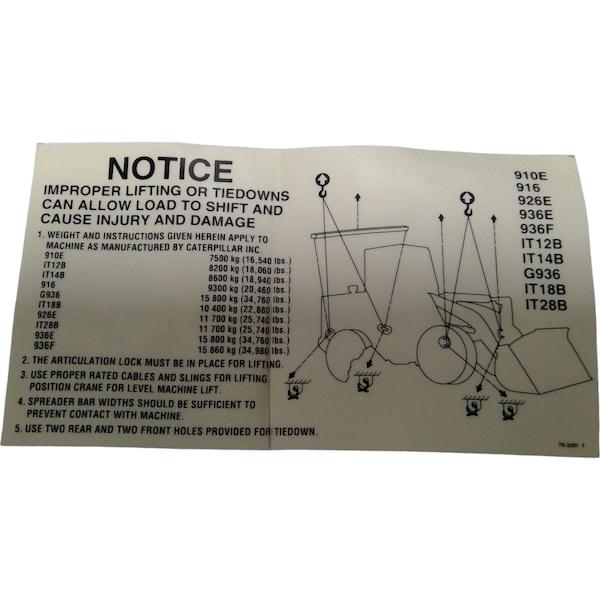 NOTICE
IMPROPER LIFTING OR TIEDOWNS
CAN ALLOW LOAD TO SHIFT AND
CAUSE INJURY AND DAMAGE
1. WEIGHT AND INSTRUCTIONS GIVEN HEREIN APPLY TO
MACHINE AS MANUFACTURED BY CATERPILLAR INC.
910E 7500 kg (16,540 lbs.)
IT12B 8200 kg (18,060 lbs.)
IT14B 8600 kg (18,940 lbs.)
916 9300 kg (20,460 lbs.)
G936 15 800 kg (34,760 lbs.)
IT18B 10 400 kg (22,880 lbs.)
926E 11 700 kg (25,740 lbs.)
IT28B 11 700 kg (25,740 lbs.)
936E 15 800 kg (34,760 lbs.)
936F 15 860 kg (34,980 lbs.)
2. THE ARTICULATION LOCK MUST BE IN PLACE FOR LIFTING.
3. USE PROPER RATED CABLES AND SLINGS FOR LIFTING
POSITION CRANE FOR LEVEL MACHINE LIFT.
4. SPREADER BAR WIDTHS SHOULD BE SUFFICIENT TO
PREVENT CONTACT WITH MACHINE.
5. USE TWO REAR AND TWO FRONT HOLES PROVIDED FOR TIEDOWN.
910E
916
926E
936E
936F
IT12B
IT14B
G936
IT18B
IT28B